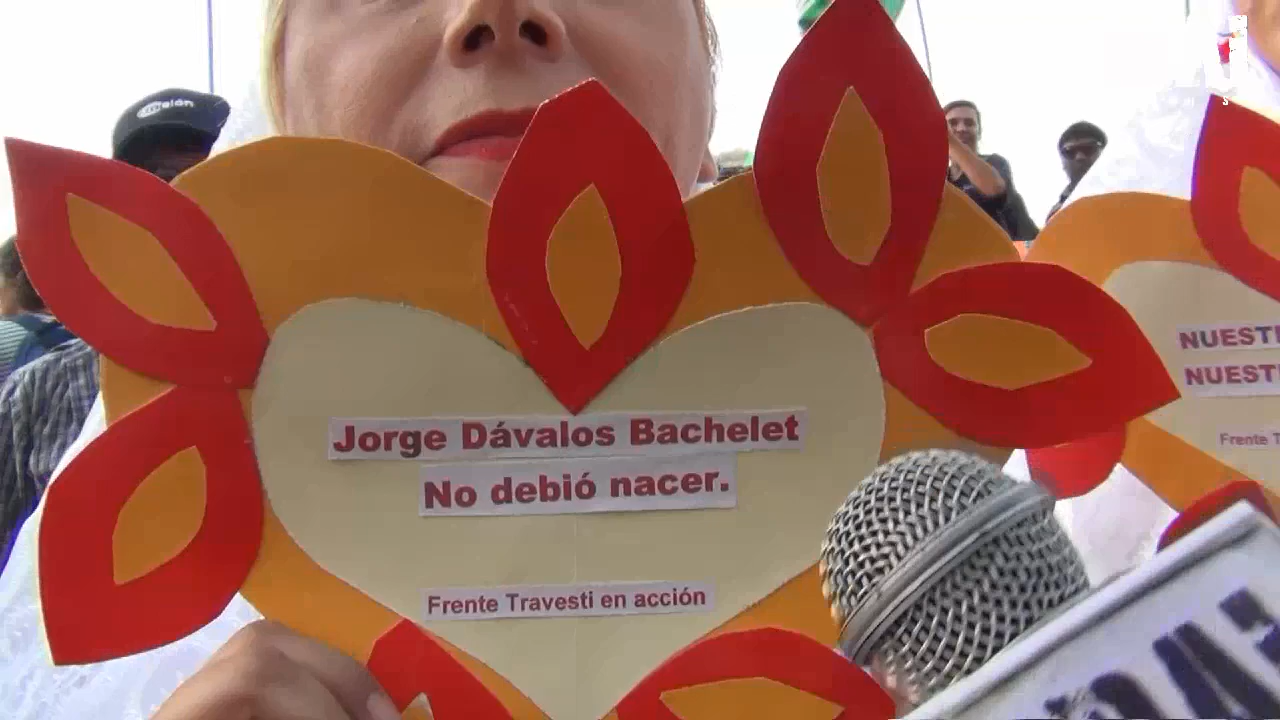 Jorge Dávalos Bachelet
No debió nacer.
Frente Travesti en acción
NUEST
NUEST
Frente T